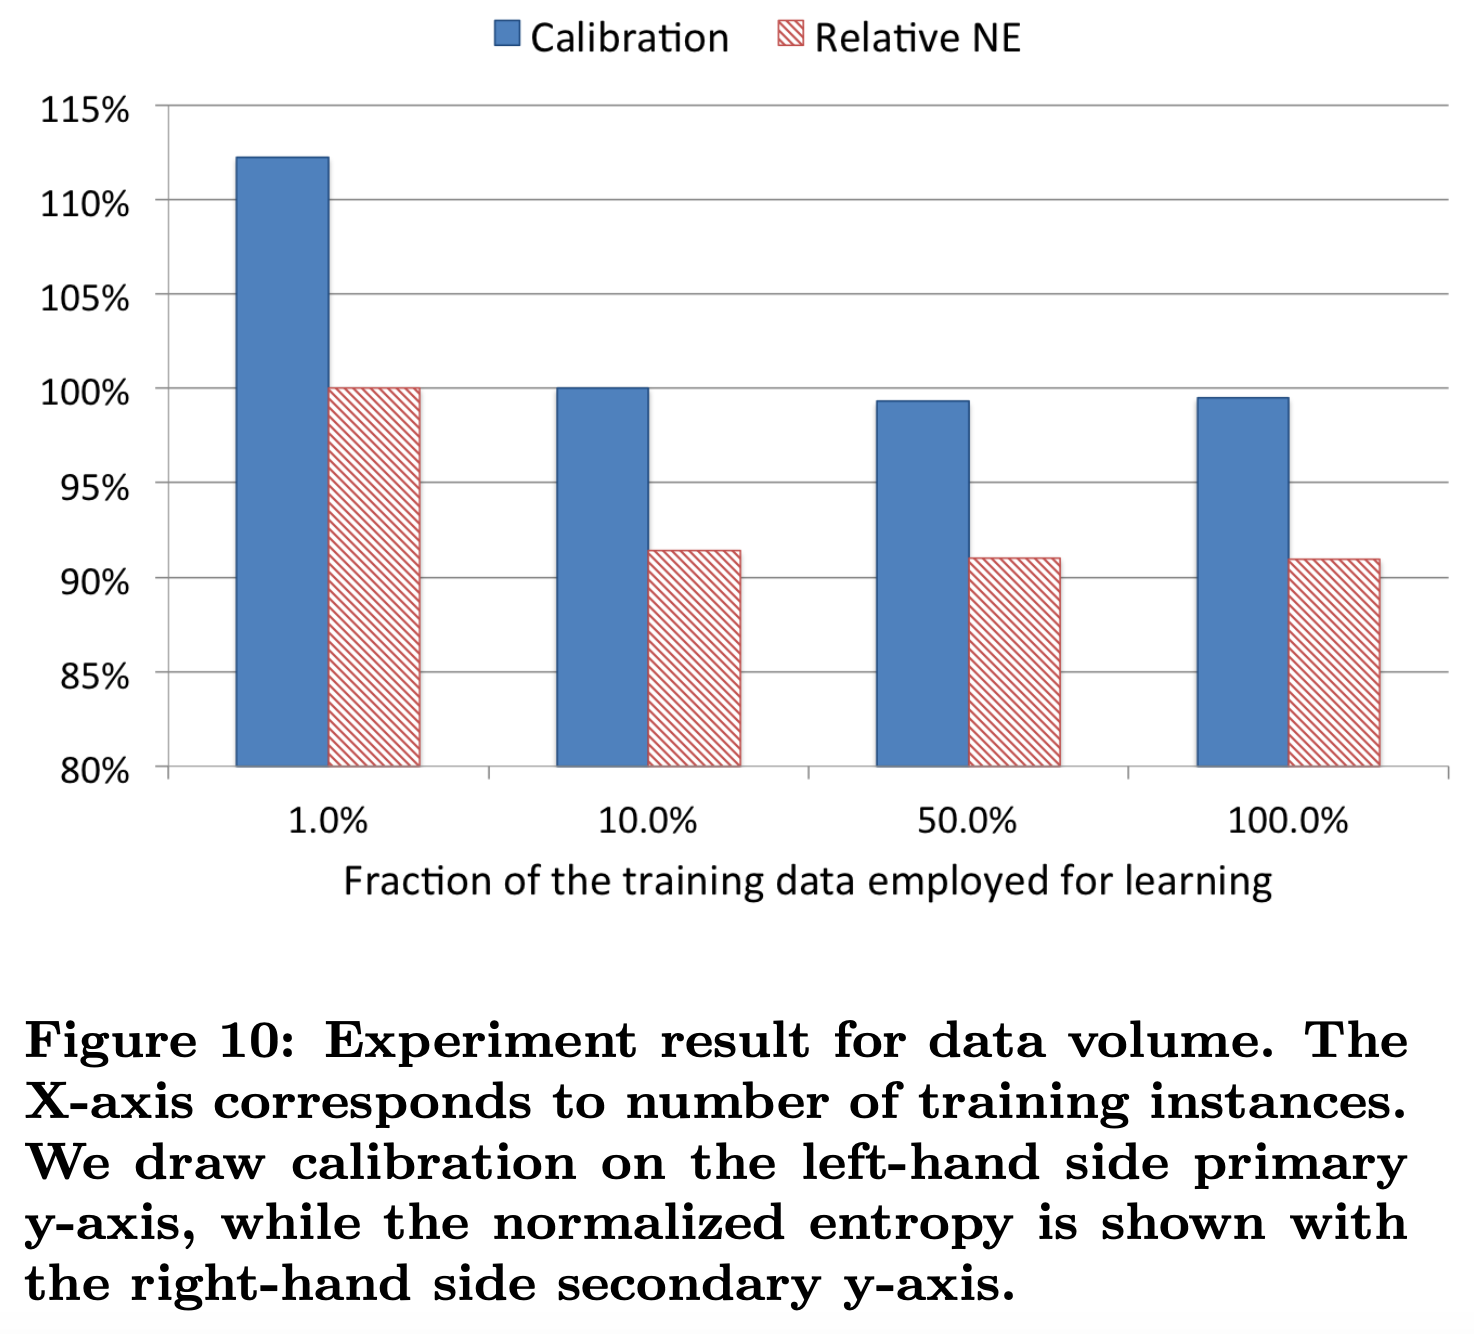 Calibration Relative NE
115%
110%
105%
100%
95%
90%
85%
80%
1.0% 10.0% 50.0% 100.0%
Fraction of the training data employed for learning
Figure 10: Experiment result for data volume. The
X-axis corresponds to number of training instances.
We draw calibration on the left-hand side primary
y-axis, while the normalized entropy is shown with
the right-hand side secondary y-axis.